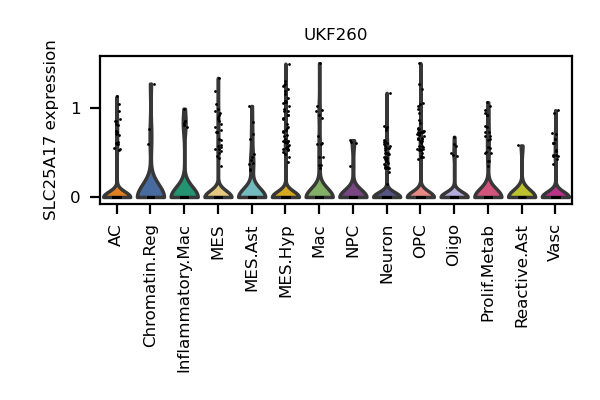 UKF260
SLC25A17 expression
1
0
AC
Chromatin.Reg
Inflammatory.Mac
MES
MES.Ast
MES.Hyp
Mac
NPC
Neuron
OPC
Oligo
Prolif.Metab
Reactive.Ast
Vasc